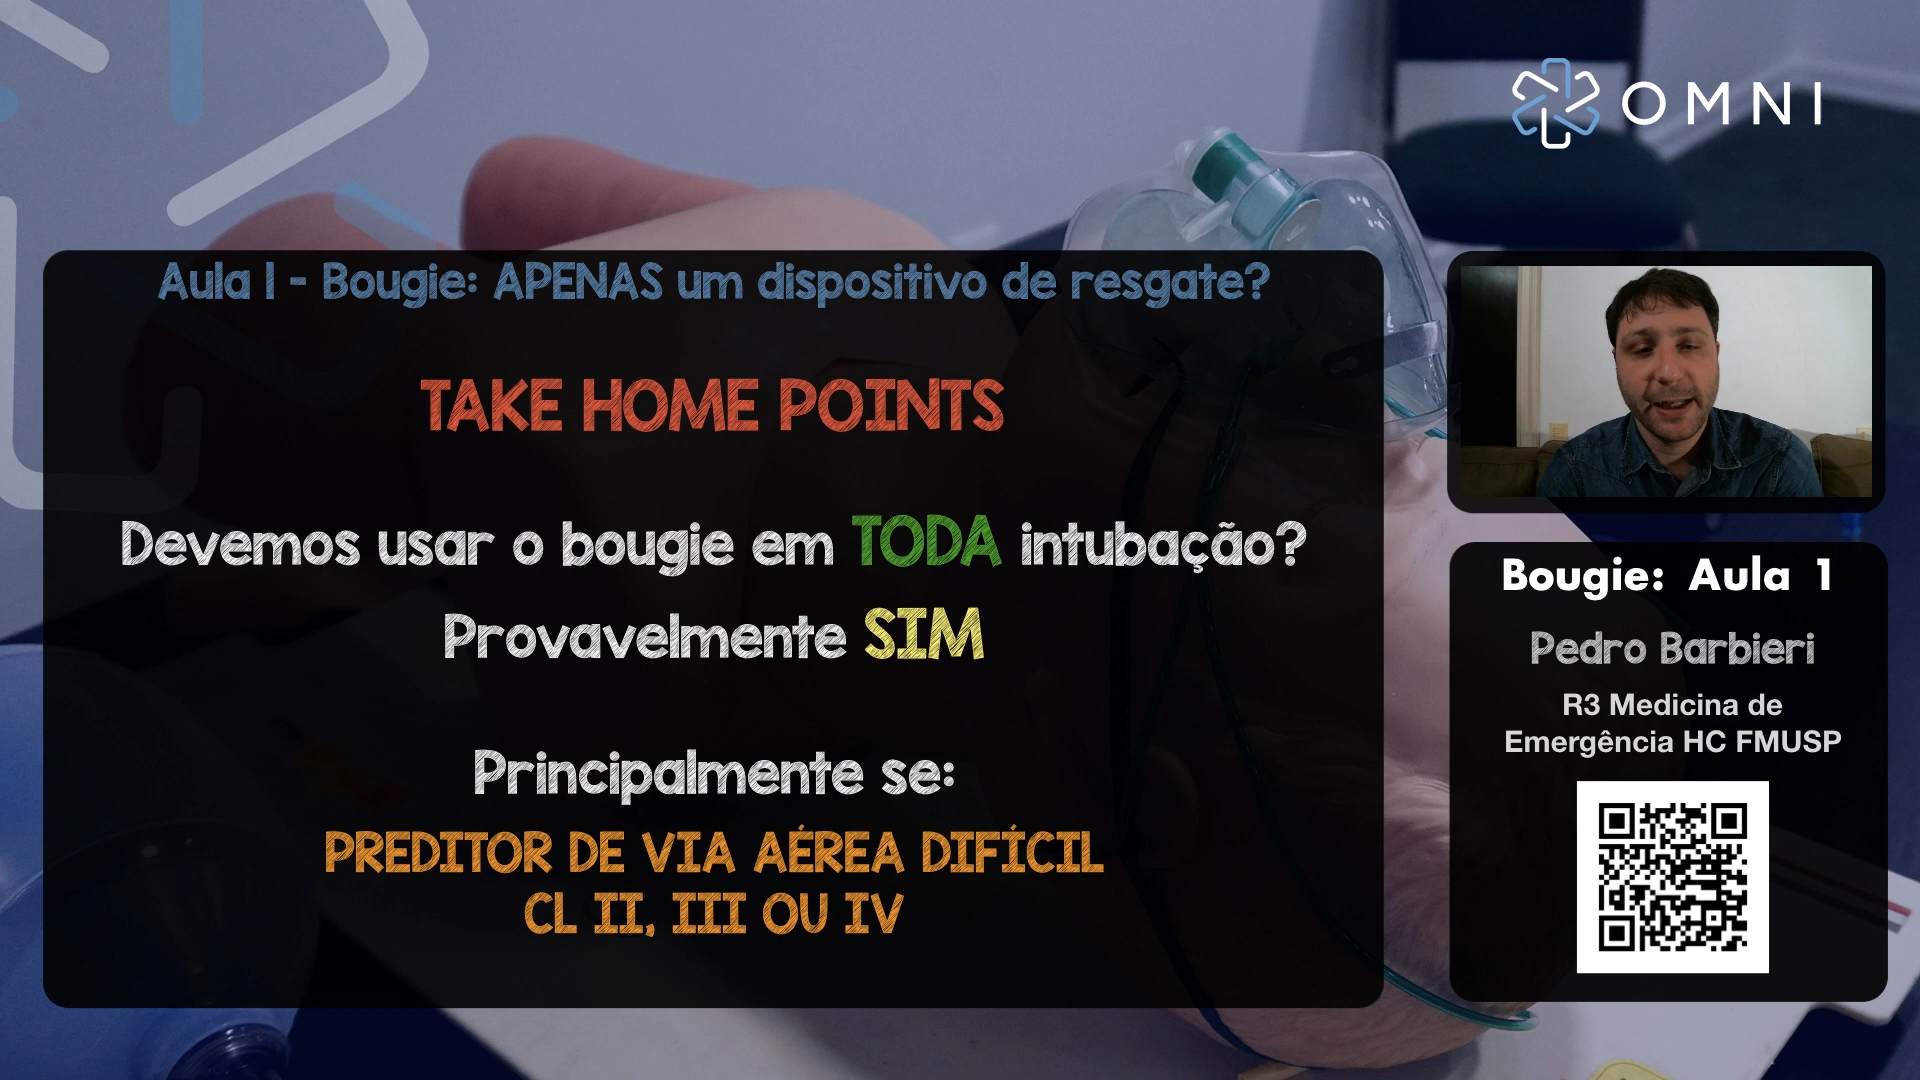 OMNI
Aula 1 - Bougie: APENAS um dispositivo de resgate?
TAKE HOME POINTS
Devemos usar o bougie em TODA intubação?
Provavelmente SIM
Principalmente se:
PREDITOR DE VIA AÉREA DIFÍCIL
CL II, III OU IV
Bougie: Aula 1
Pedro Barbieri
R3 Medicina de
Emergência HC FMUSP